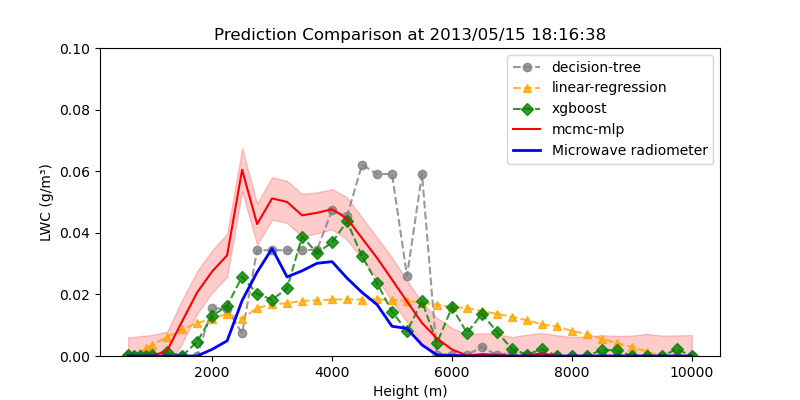 Prediction Comparison at 2013/05/15 18:16:38
0.10
0.08
0.06
0.04
0.02
0.00
LWC (g/m³)
decision-tree
linear-regression
xgboost
mcmc-mlp
Microwave radiometer
2000 4000 6000 8000 10000
Height (m)